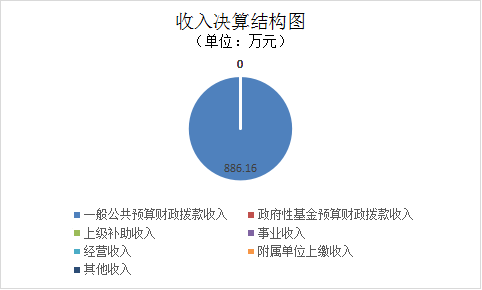 收入决算结构图
（单位：万元）
0
886.16
一般公共预算财政拨款收入
政府性基金预算财政拨款收入
上级补助收入
事业收入
经营收入
附属单位上缴收入
其他收入